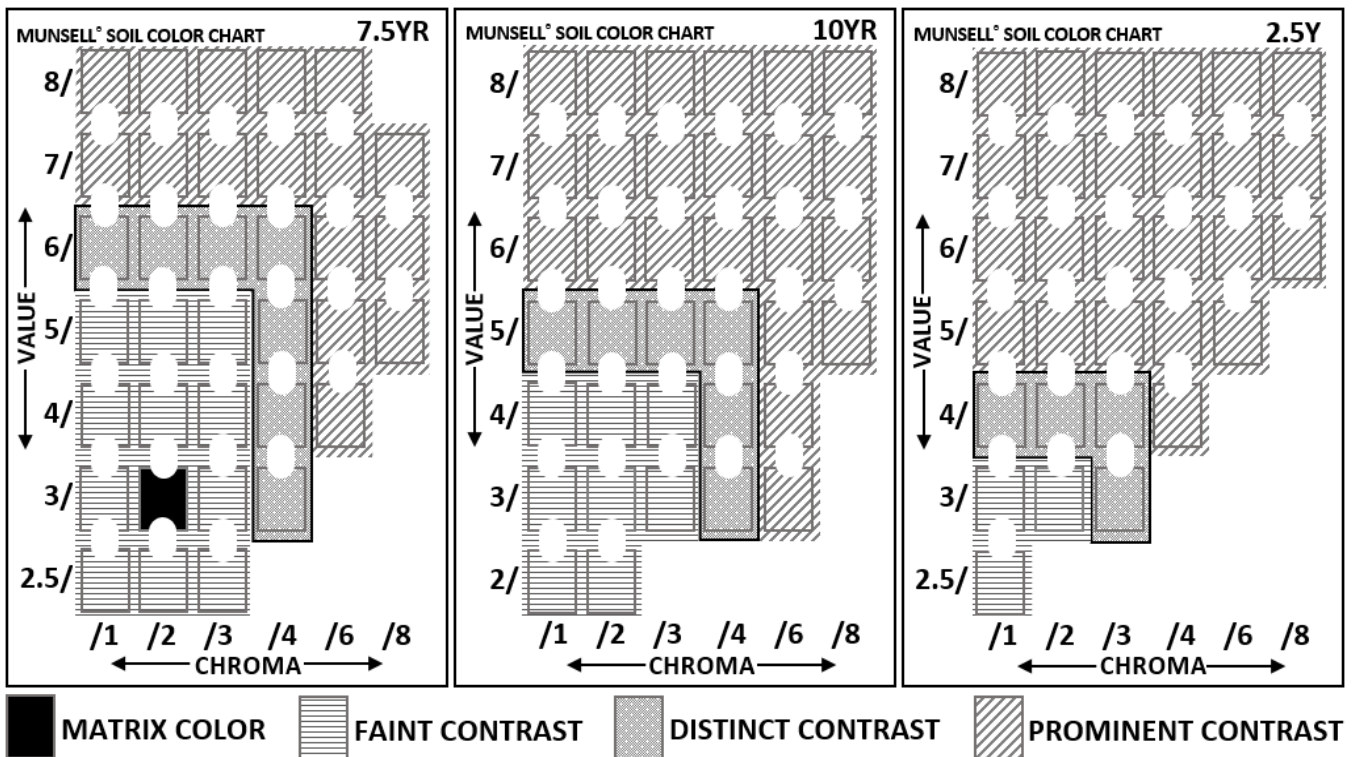 MUNSELL® SOIL COLOR CHART 7.5YR
8/
7/
6/
5/
4/
3/
2.5/
VALUE
/1 /2 /3 /4 /6 /8
CHROMA
MUNSELL® SOIL COLOR CHART 10YR
8/
7/
6/
5/
4/
3/
2/
VALUE
/1 /2 /3 /4 /6 /8
CHROMA
MUNSELL® SOIL COLOR CHART 2.5Y
8/
7/
6/
5/
4/
3/
2.5/
VALUE
/1 /2 /3 /4 /6 /8
CHROMA
MATRIX COLOR FAINT CONTRAST DISTINCT CONTRAST PROMINENT CONTRAST